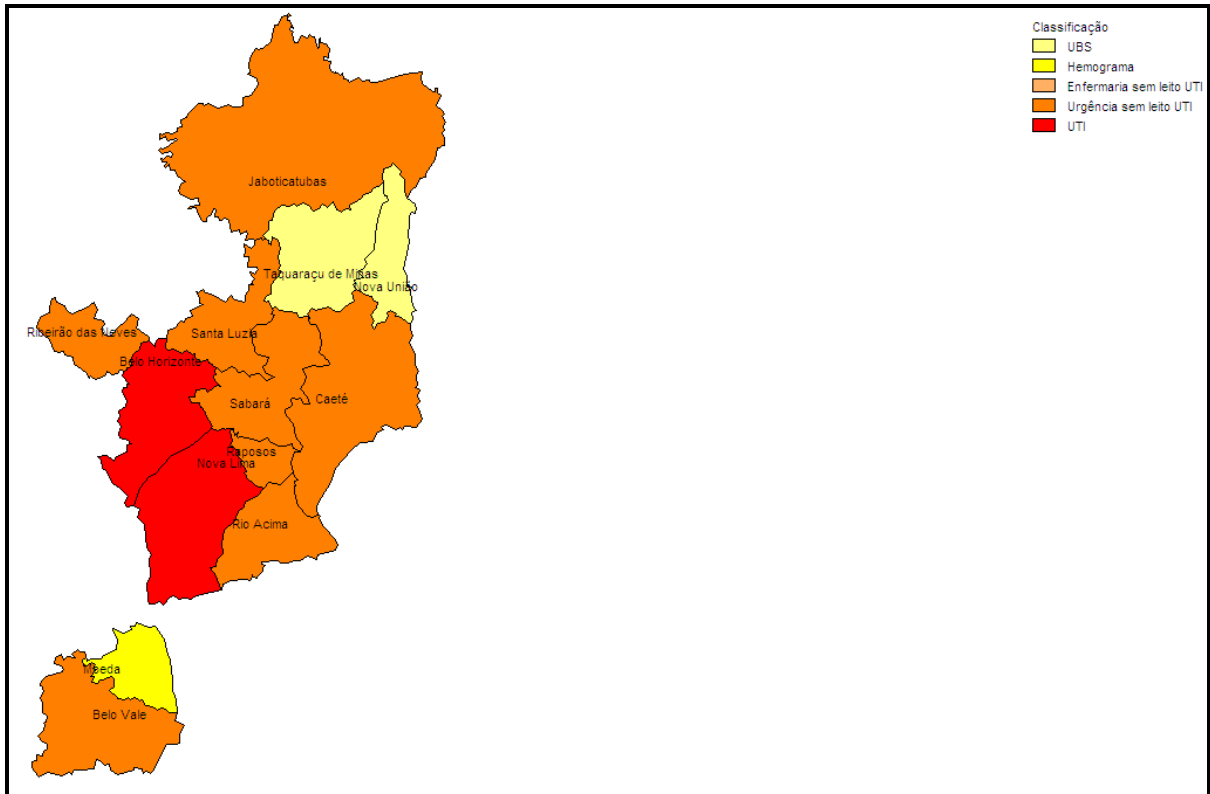 Classificação
UBS
Hemograma
Enfermaria sem leito UTI
Urgência sem leito UTI
UTI
Jaboticatubas
Taquaraçu de Minas
Nova União
Ribeirão das Neves
Santa Luzia
Belo Horizonte
Caeté
Sabará
Raposos
Nova Lima
Rio Acima
Moeda
Belo Vale